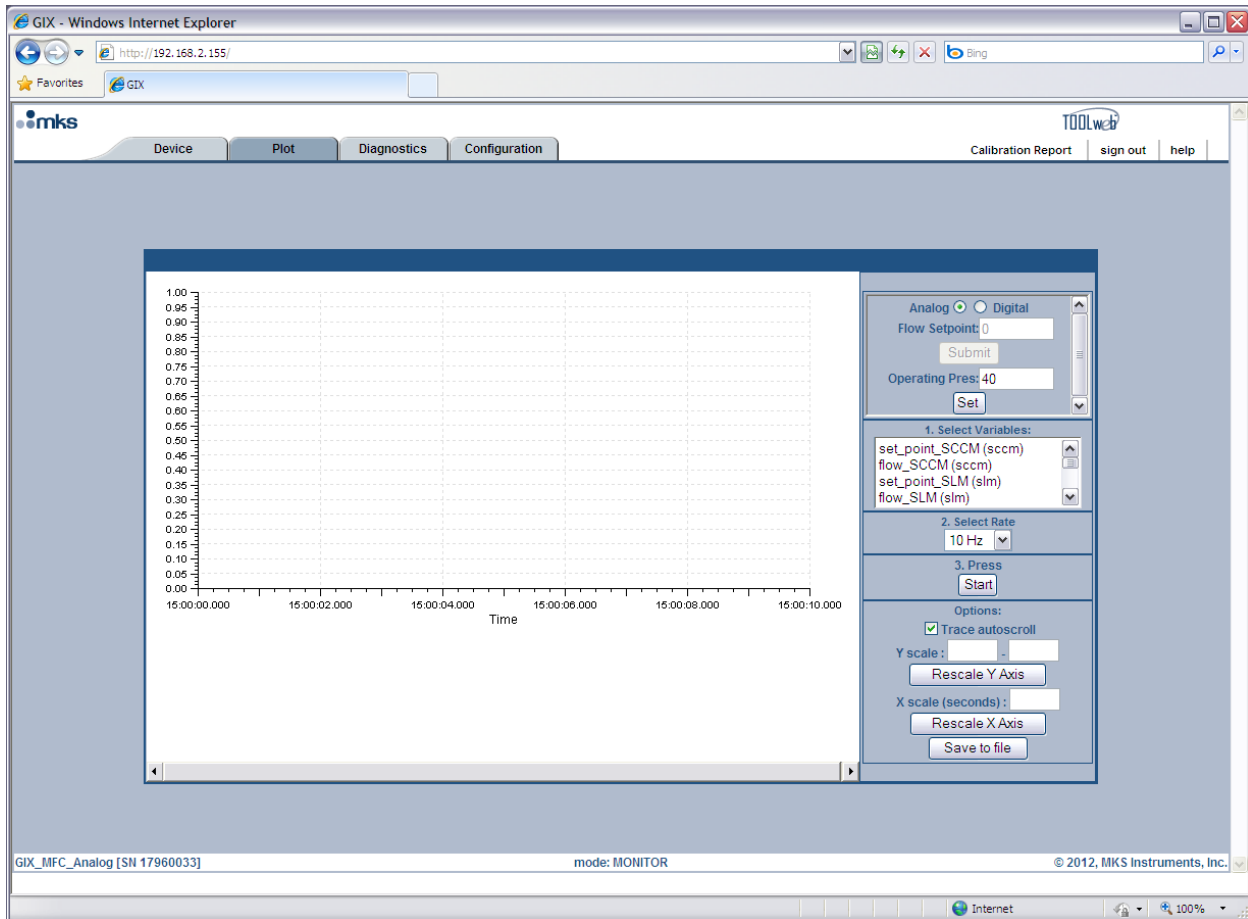 GIX - Windows Internet Explorer
http://192.168.2.155/
Bing
Favorites
GIX
mks
TOOLweb
Device
Plot
Diagnostics
Configuration
Calibration Report
sign out
help
1.00
0.95
0.90
0.85
0.80
0.75
0.70
0.65
0.60
0.55
0.50
0.45
0.40
0.35
0.30
0.25
0.20
0.15
0.10
0.05
0.00
15:00:00.000 15:00:02.000 15:00:04.000 15:00:06.000 15:00:08.000 15:00:10.000
Time
Analog Digital
Flow Setpoint: 0
Submit
Operating Pres: 40
Set
1. Select Variables:
set_point_SCCM (sccm)
flow_SCCM (sccm)
set_point_SLM (slm)
flow_SLM (slm)
2. Select Rate
10 Hz
3. Press
Start
Options:
Trace autoscroll
Y scale : -
Rescale Y Axis
X scale (seconds) :
Rescale X Axis
Save to file
GIX_MFC_Analog [SN 17960033]
mode: MONITOR
© 2012, MKS Instruments, Inc.
Internet
100%